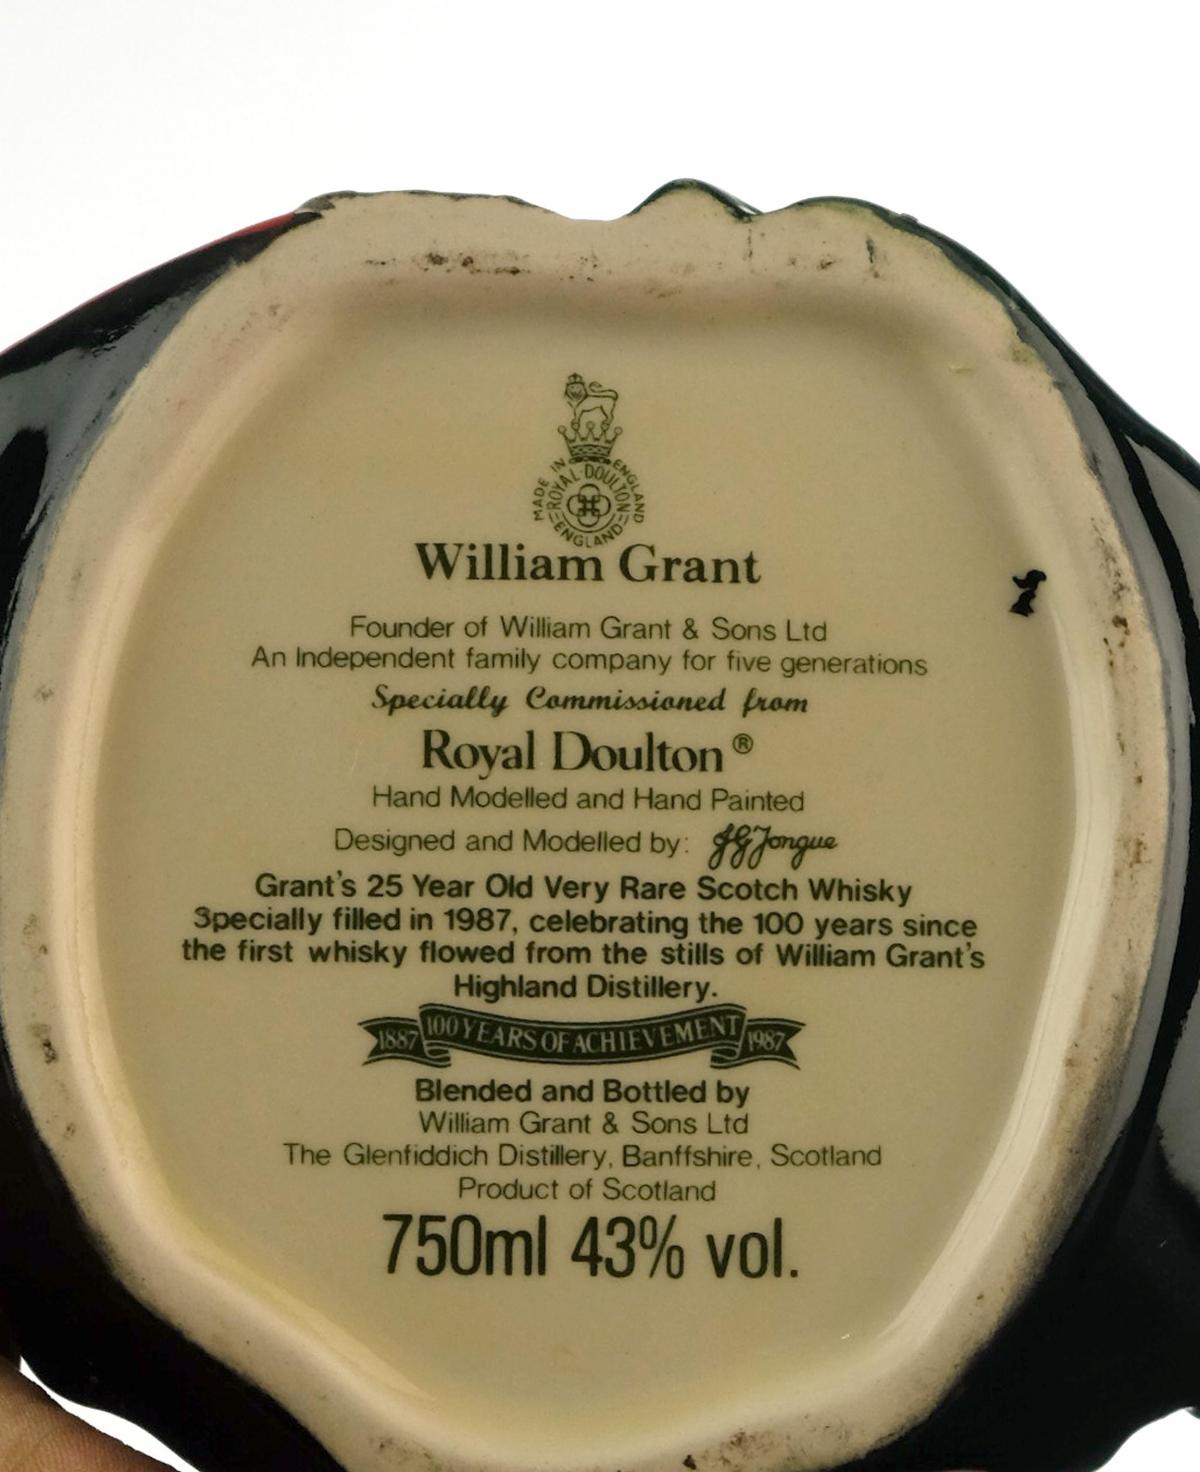 MADE IN ENGLAND
ROYAL DOULTON
ENGLAND
William Grant
Founder of William Grant & Sons Ltd
An Independent family company for five generations
Specially Commissioned from
Royal Doulton ®
Hand Modelled and Hand Painted
Designed and Modelled by: JG Tongue
Grant's 25 Year Old Very Rare Scotch Whisky
Specially filled in 1987, celebrating the 100 years since
the first whisky flowed from the stills of William Grant's
Highland Distillery.
1887 100 YEARS OF ACHIEVEMENT 1987
Blended and Bottled by
William Grant & Sons Ltd
The Glenfiddich Distillery, Banffshire, Scotland
Product of Scotland
750ml 43% vol.